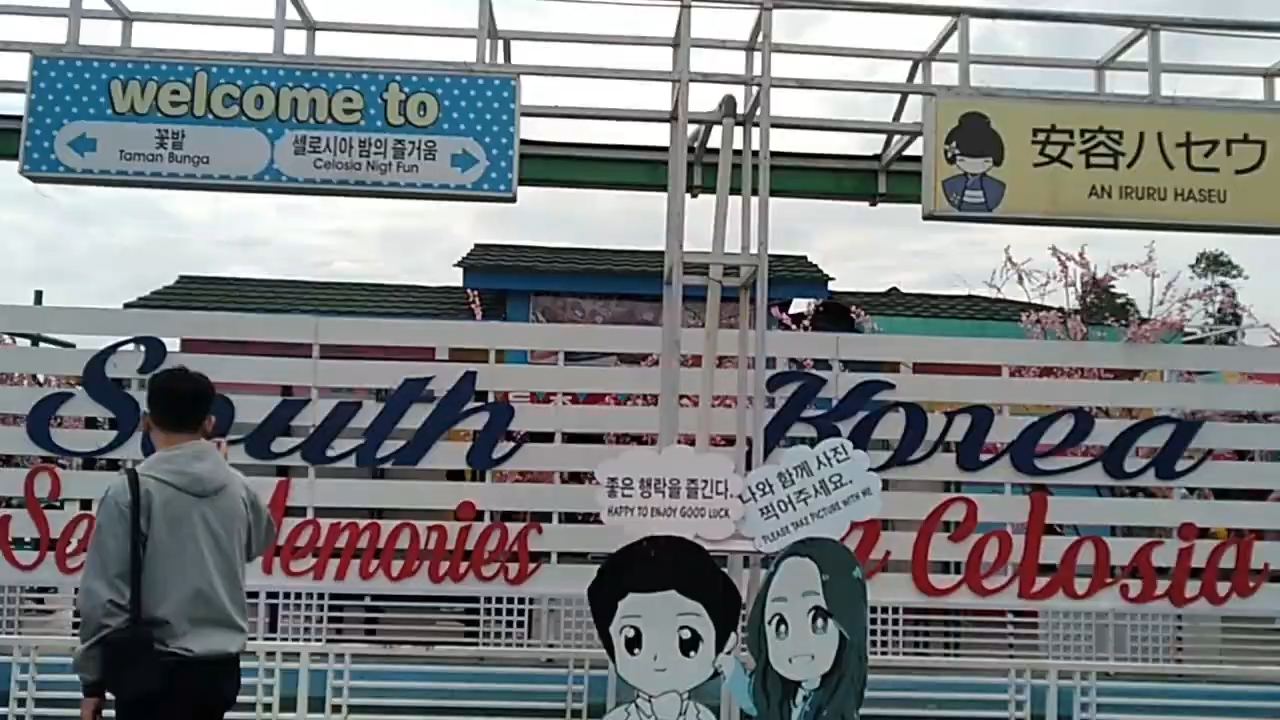 welcome to
꽃밭
Taman Bunga
셀로시아 밤의 즐거움
Celosia Nigt Fun
安容ハセウ
AN IRURU HASEU
South Korea
Memories
Celosia
좋은 행락을 즐긴다.
HAPPY TO ENJOY GOOD LUCK
나와 함께 사진
찍어주세요.
PLEASE TAKE PICTURE WITH ME